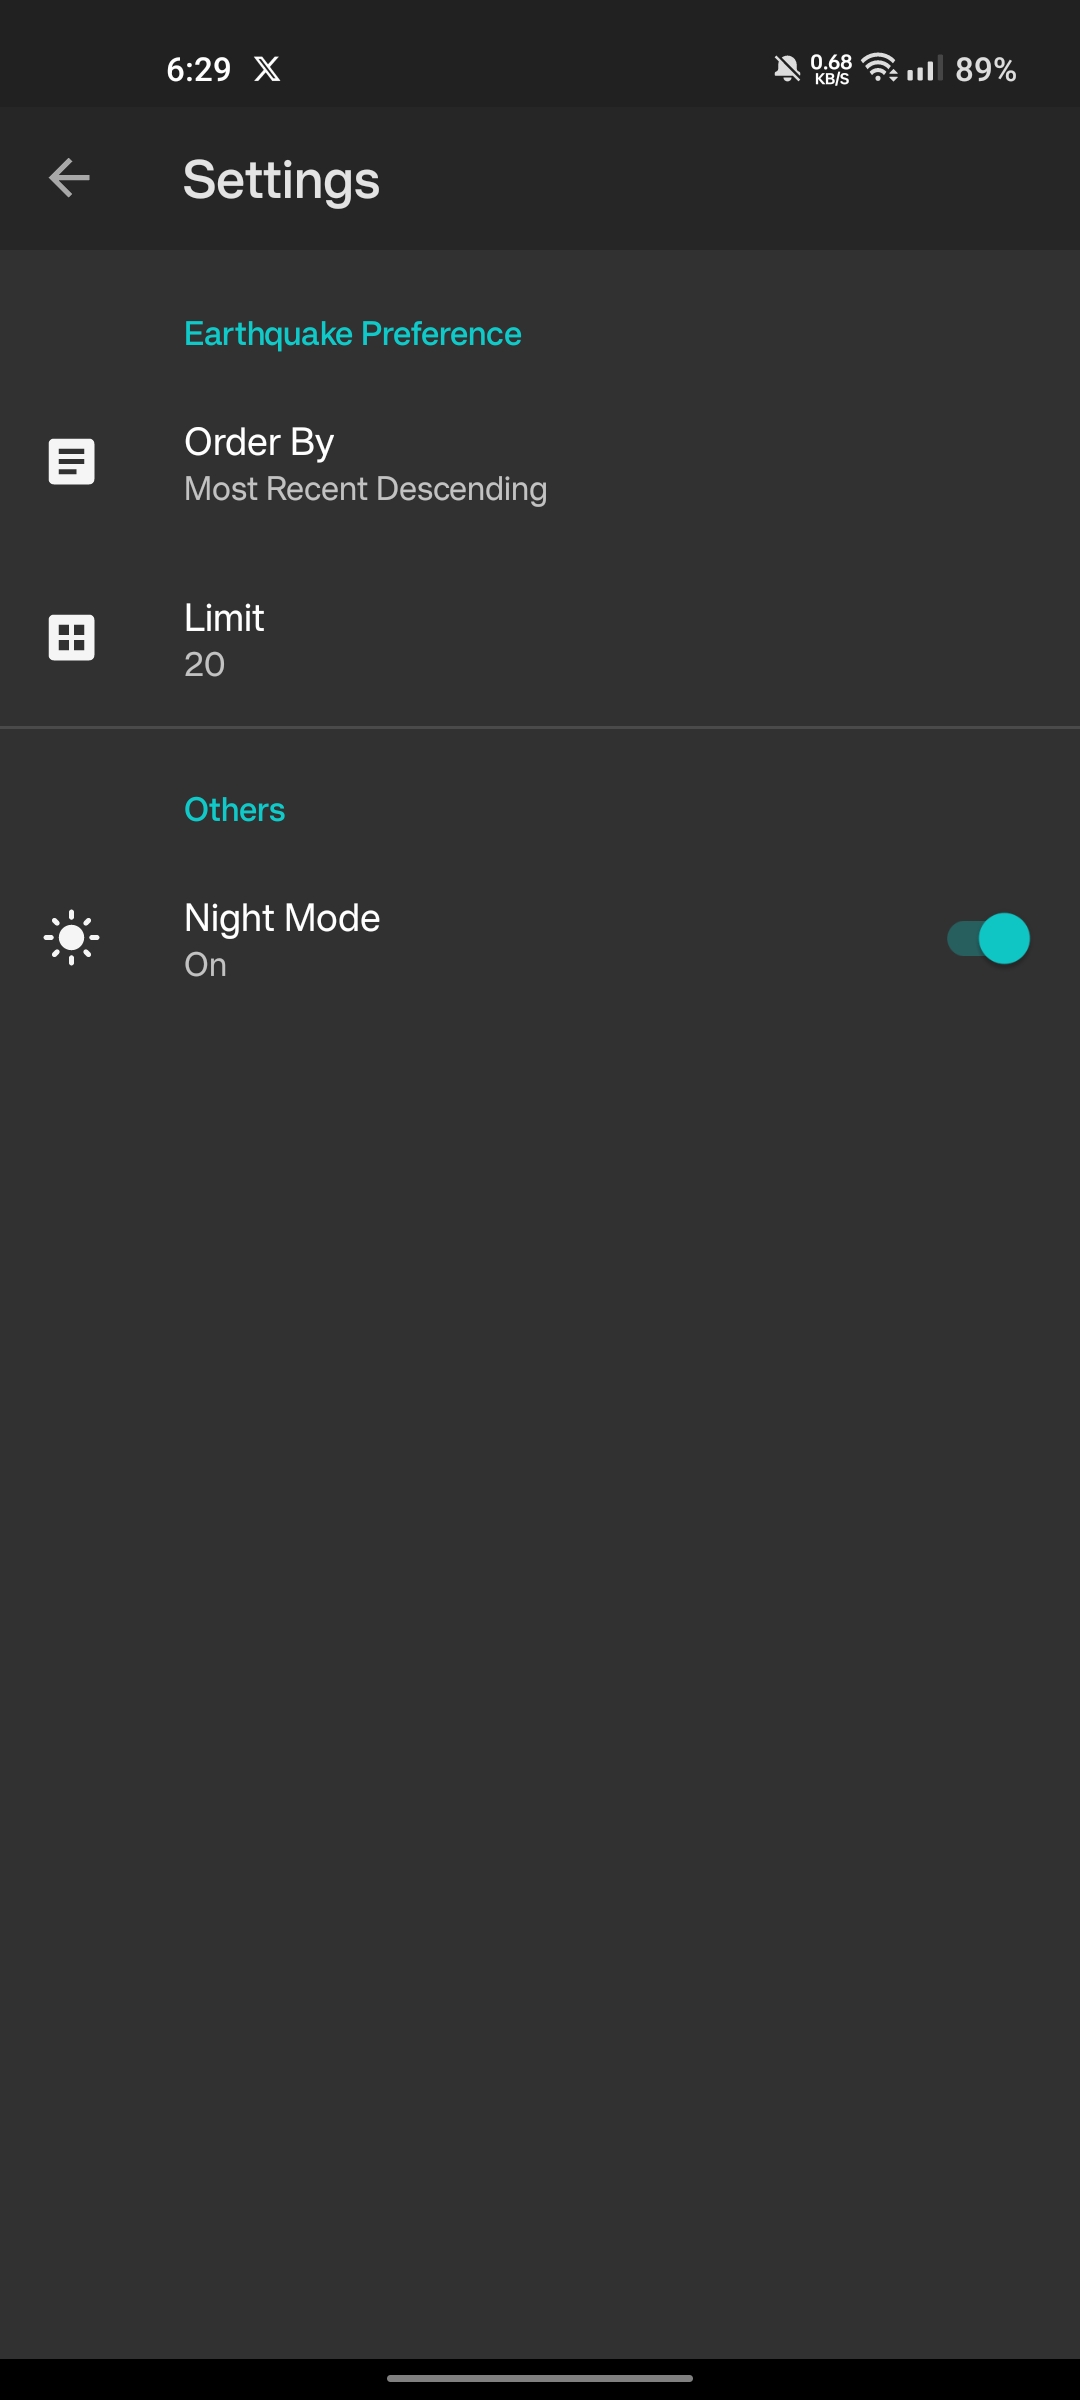 6:29
0.68
KB/S
89%
Settings
Earthquake Preference
Order By
Most Recent Descending
Limit
20
Others
Night Mode
On